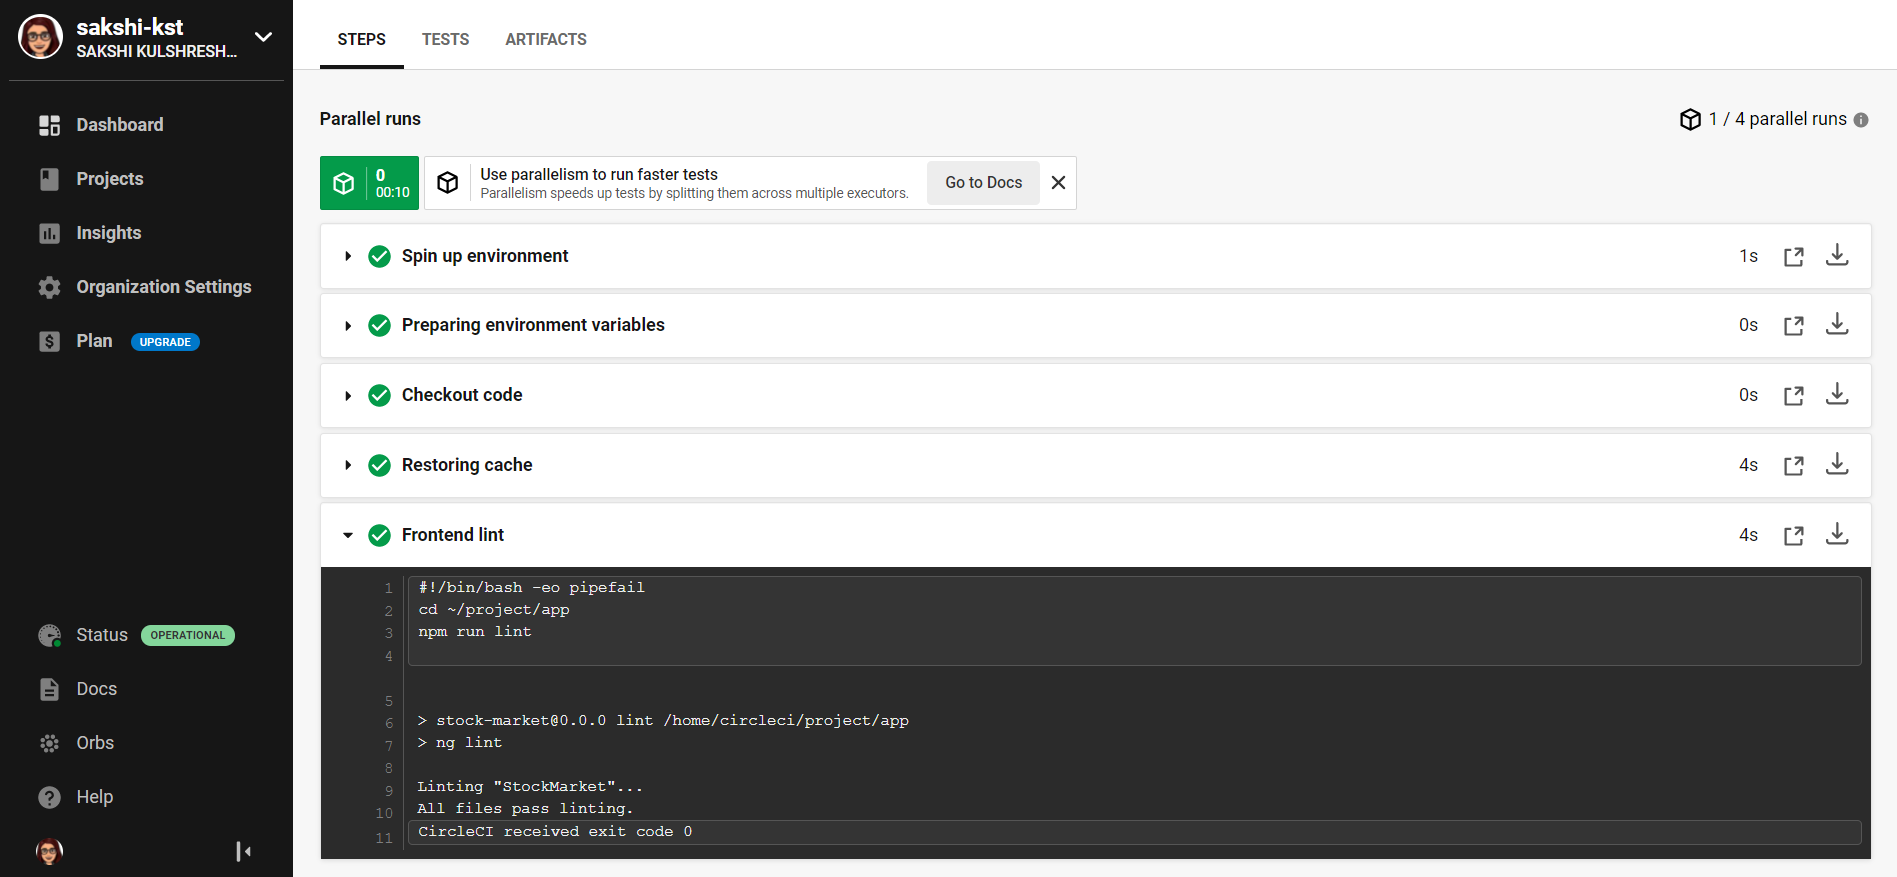 sakshi-kst
SAKSHI KULSHRESH...
Dashboard
Projects
Insights
Organization Settings
Plan UPGRADE
Status OPERATIONAL
Docs
Orbs
Help
STEPS TESTS ARTIFACTS
Parallel runs
1 / 4 parallel runs
0
00:10
Use parallelism to run faster tests
Parallelism speeds up tests by splitting them across multiple executors.
Go to Docs
Spin up environment 1s
Preparing environment variables 0s
Checkout code 0s
Restoring cache 4s
Frontend lint 4s
1 #!/bin/bash -eo pipefail
2 cd ~/project/app
3 npm run lint
4
5
6 > stock-market@0.0.0 lint /home/circleci/project/app
7 > ng lint
8
9 Linting "StockMarket"...
10 All files pass linting.
11 CircleCI received exit code 0